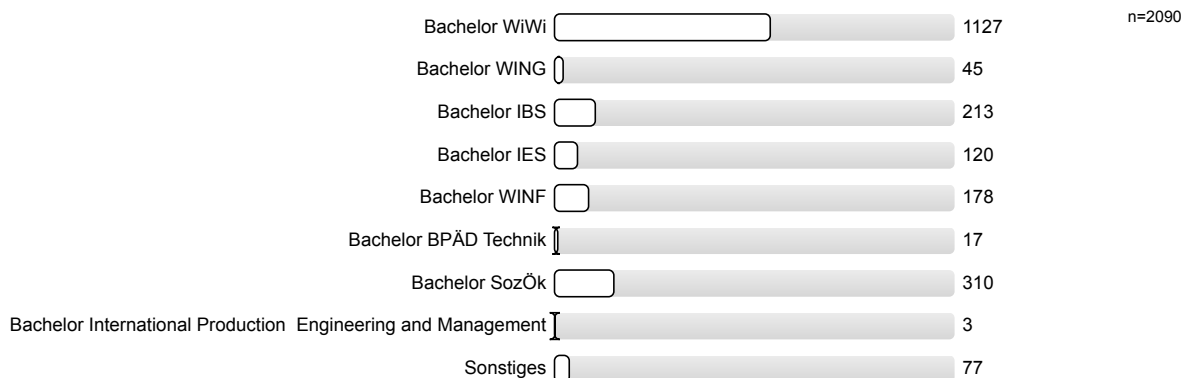 Bachelor WiWi 1127 n=2090
Bachelor WING 45
Bachelor IBS 213
Bachelor IES 120
Bachelor WINF 178
Bachelor BPÄD Technik 17
Bachelor SozÖk 310
Bachelor International Production  Engineering and Management 3
Sonstiges 77